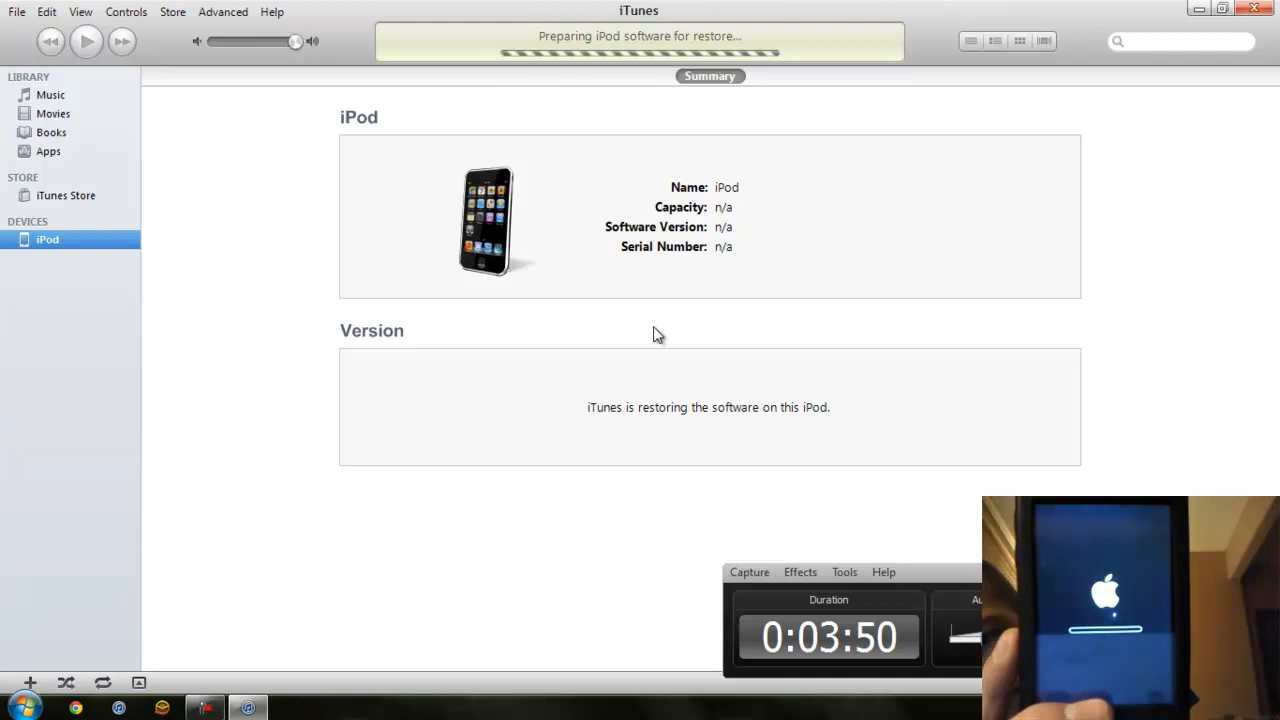 File Edit View Controls Store Advanced Help
iTunes
Preparing iPod software for restore...
LIBRARY
Music
Movies
Books
Apps
STORE
iTunes Store
DEVICES
iPod
Summary
iPod
Name: iPod
Capacity: n/a
Software Version: n/a
Serial Number: n/a
Version
iTunes is restoring the software on this iPod.
Capture Effects Tools Help
Duration
0:03:50